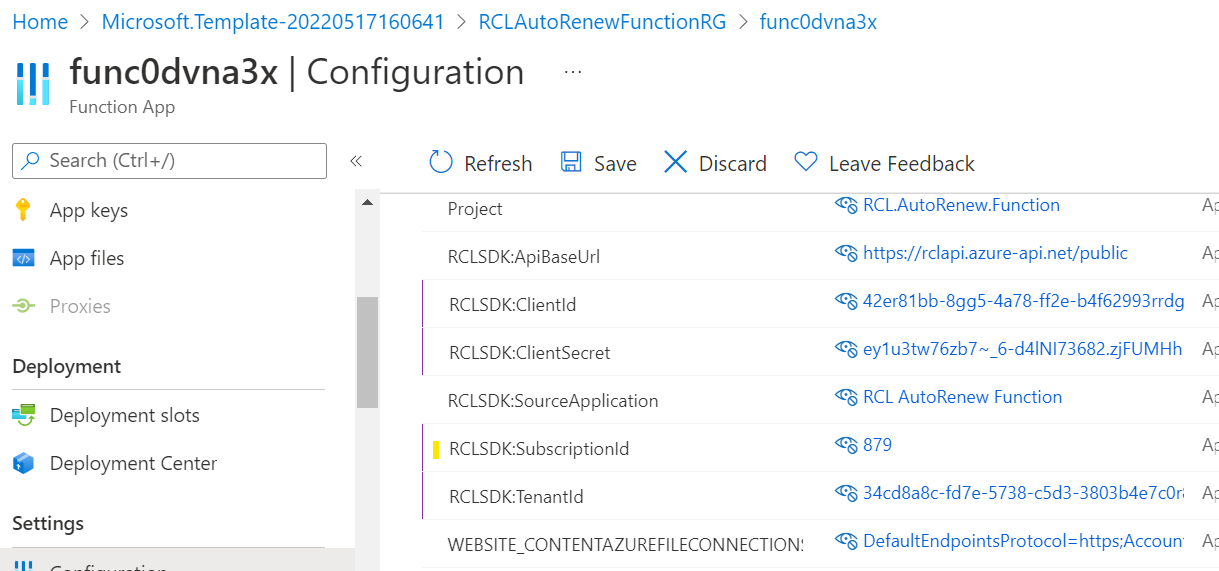 Home > Microsoft.Template-20220517160641 > RCLAutoRenewFunctionRG > func0dvna3x
func0dvna3x | Configuration ...
Function App
Search (Ctrl+/) «
Refresh Save Discard Leave Feedback
App keys
App files
Proxies
Deployment
Deployment slots
Deployment Center
Settings
Configuration
Project RCL.AutoRenew.Function Ap
RCLSDK:ApiBaseUrl https://rclapi.azure-api.net/public Ap
RCLSDK:ClientId 42er81bb-8gg5-4a78-ff2e-b4f62993rrdg Ap
RCLSDK:ClientSecret ey1u3tw76zb7~_6-d4lNI73682.zjFUMHh Ap
RCLSDK:SourceApplication RCL AutoRenew Function Ap
RCLSDK:SubscriptionId 879 Ap
RCLSDK:TenantId 34cd8a8c-fd7e-5738-c5d3-3803b4e7c0r8 Ap
WEBSITE_CONTENTAZUREFILECONNECTIONS DefaultEndpointsProtocol=https;Account Ap